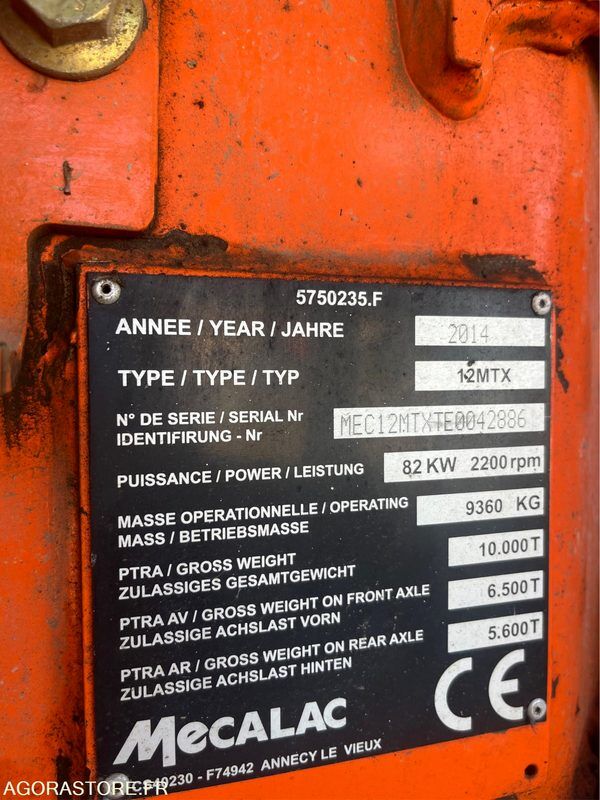 5750235.F
ANNEE / YEAR / JAHRE 2014
TYPE / TYPE / TYP 12MTX
N° DE SERIE / SERIAL Nr
IDENTIFIRUNG - Nr MEC12MTXTE0042886
PUISSANCE / POWER / LEISTUNG 82 KW 2200 rpm
MASSE OPERATIONNELLE / OPERATING
MASS / BETRIEBSMASSE 9360 KG
PTRA / GROSS WEIGHT
ZULASSIGES GESAMTGEWICHT 10.000T
PTRA AV / GROSS WEIGHT ON FRONT AXLE
ZULASSIGE ACHSLAST VORN 6.500T
PTRA AR / GROSS WEIGHT ON REAR AXLE
ZULASSIGE ACHSLAST HINTEN 5.600T
MeCALAC CE
CS40230 - F74942 ANNECY LE VIEUX
AGORASTORE.FR